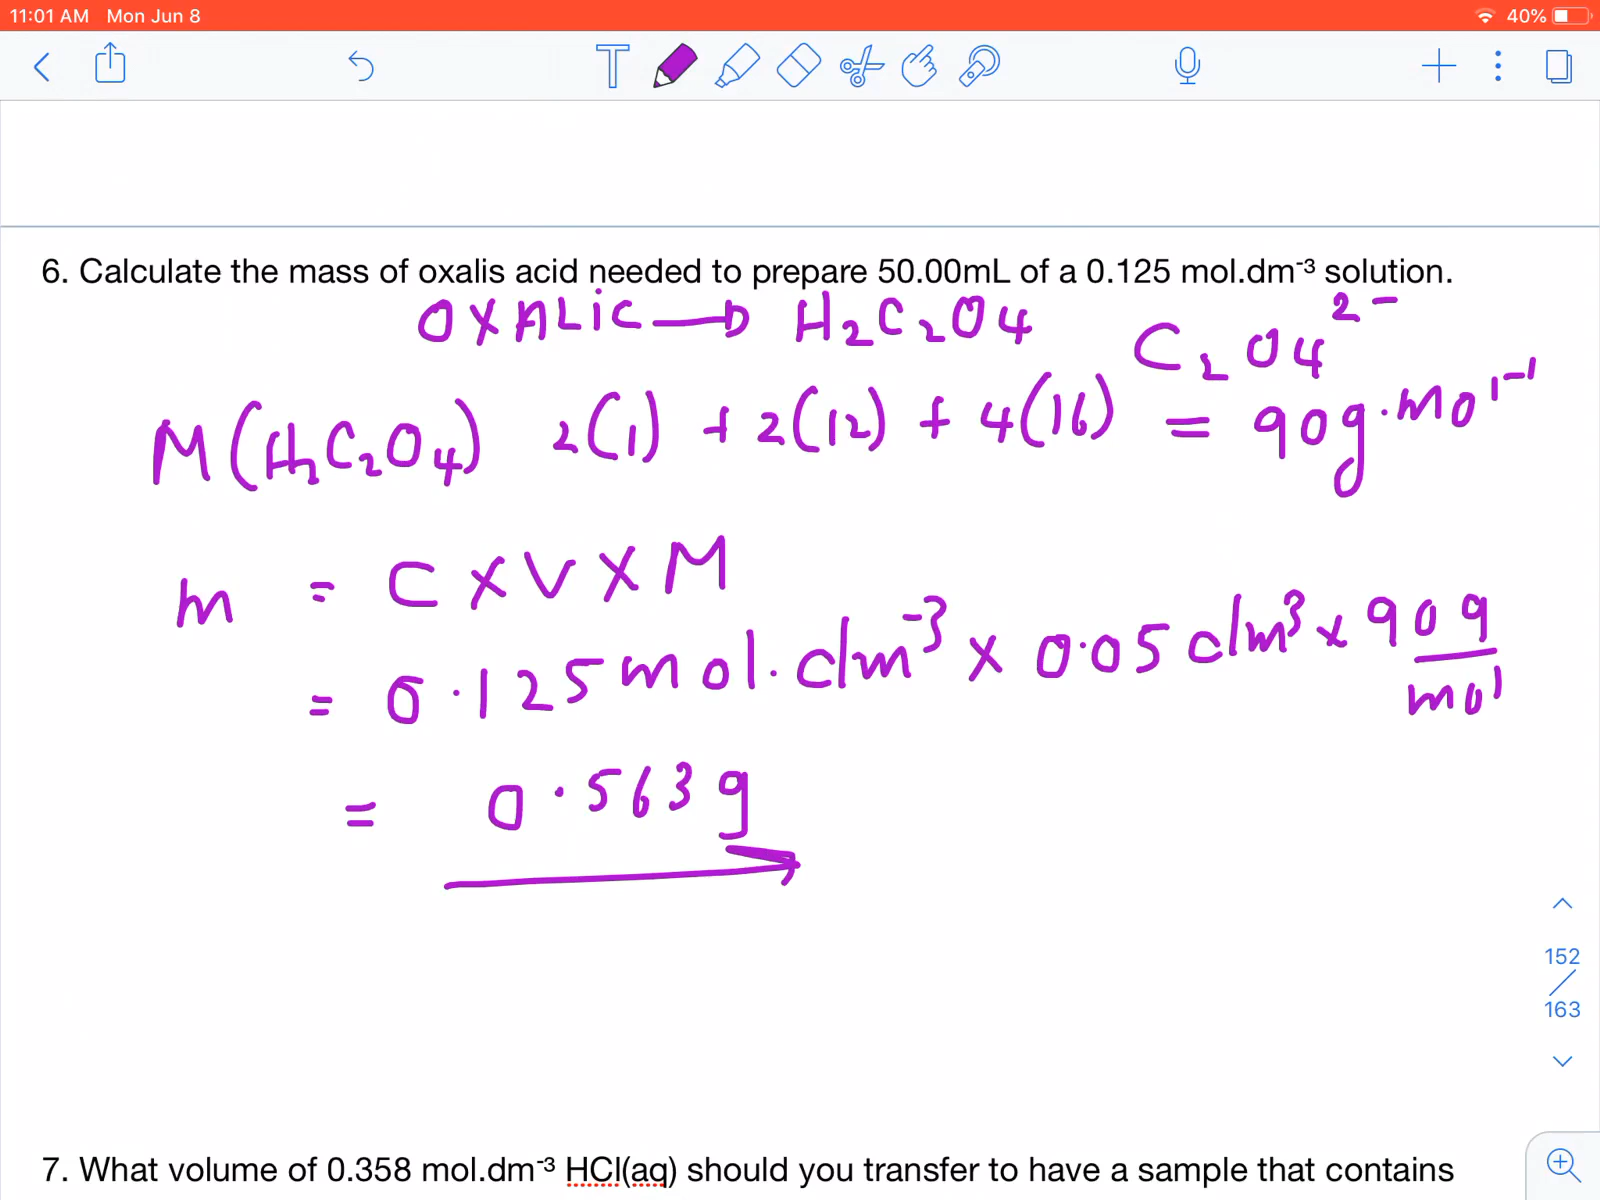 11:01 AM Mon Jun 8
40%
T
6. Calculate the mass of oxalis acid needed to prepare 50.00mL of a 0.125 mol.dm⁻³ solution.
OXALiC → H₂C₂O₄ C₂O₄²⁻
M(H₂C₂O₄) 2(1) + 2(12) + 4(16) = 90g.mol⁻¹
m = C x V x M
= 0.125 mol.dm⁻³ x 0.05 dm³ x 90 g/mol
= 0.563 g
152
163
7. What volume of 0.358 mol.dm⁻³ HCl(aq) should you transfer to have a sample that contains